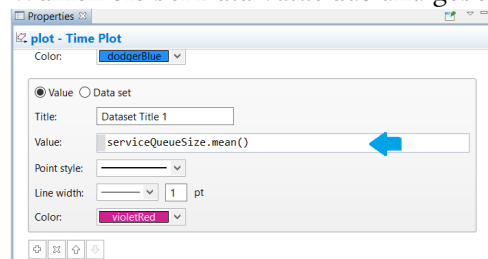 Properties
plot - Time Plot
Color: dodgerBlue
Value Data set
Title: Dataset Title 1
Value: serviceQueueSize.mean()
Point style:
Line width: 1 pt
Color: violetRed